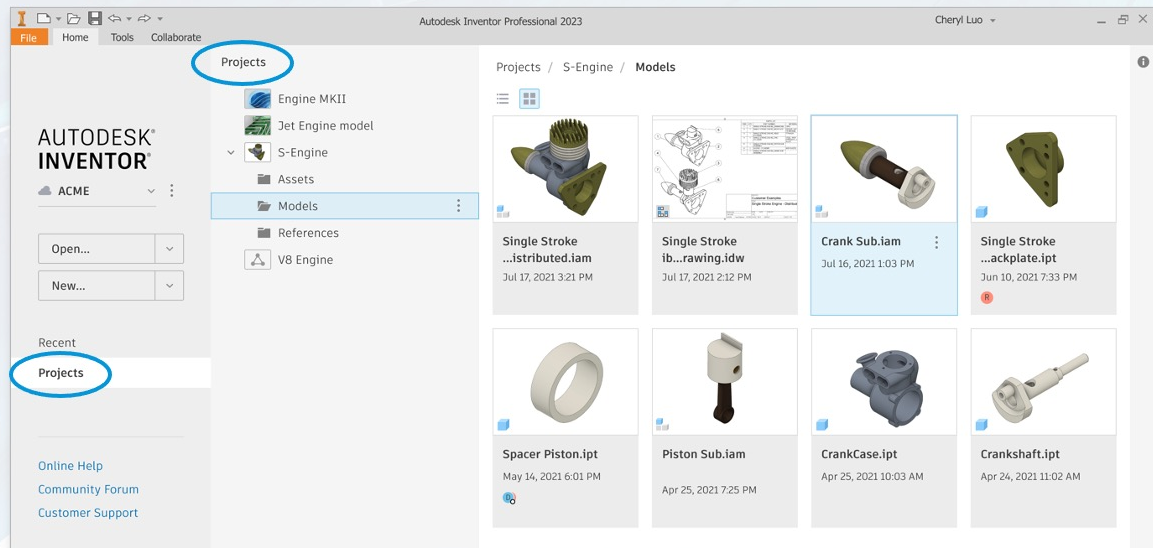 Autodesk Inventor Professional 2023
Cheryl Luo
File
Home
Tools
Collaborate
AUTODESK®
INVENTOR®
ACME
Open...
New...
Recent
Projects
Online Help
Community Forum
Customer Support
Projects
Engine MKII
Jet Engine model
S-Engine
Assets
Models
References
V8 Engine
Projects / S-Engine / Models
Single Stroke
...istributed.iam
Jul 17, 2021 3:21 PM
Single Stroke
ib...rawing.idw
Jul 17, 2021 2:12 PM
Crank Sub.iam
Jul 16, 2021 1:03 PM
Single Stroke
...ackplate.ipt
Jun 10, 2021 7:33 PM
R
Spacer Piston.ipt
May 14, 2021 6:01 PM
Piston Sub.iam
Apr 25, 2021 7:25 PM
CrankCase.ipt
Apr 25, 2021 10:03 AM
Crankshaft.ipt
Apr 24, 2021 11:02 AM